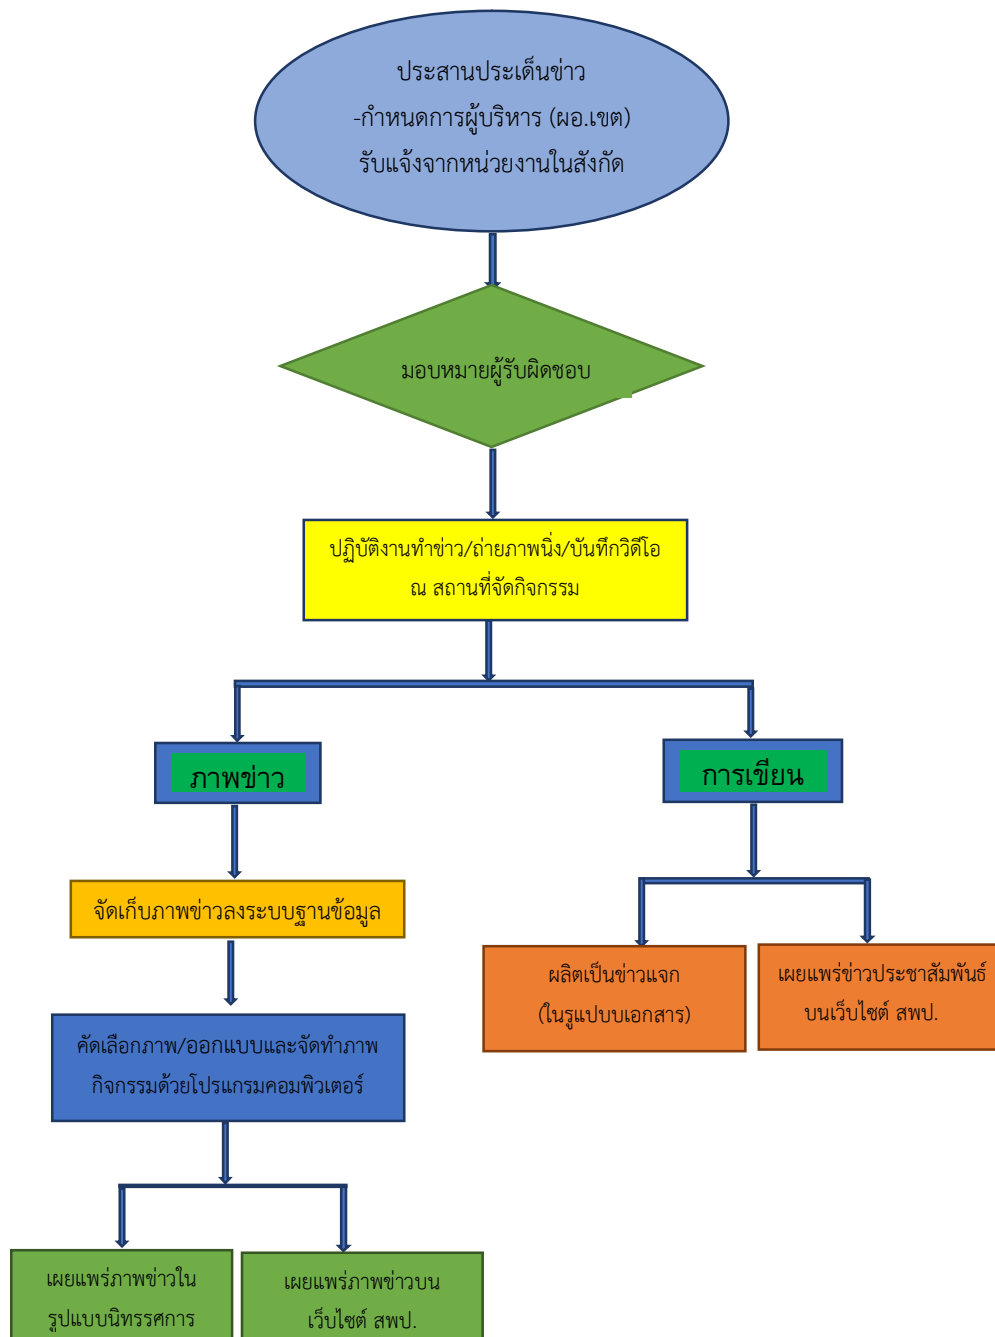 ประสานประเด็นข่าว
-กำหนดการผู้บริหาร (ผอ.เขต)
รับแจ้งจากหน่วยงานในสังกัด
มอบหมายผู้รับผิดชอบ
ปฏิบัติงานทำข่าว/ถ่ายภาพนิ่ง/บันทึกวิดีโอ
ณ สถานที่จัดกิจกรรม
ภาพข่าว
การเขียน
จัดเก็บภาพข่าวลงระบบฐานข้อมูล
ผลิตเป็นข่าวแจก
(ในรูแปบบเอกสาร)
เผยแพร่ข่าวประชาสัมพันธ์
บนเว็บไซต์ สพป.
คัดเลือกภาพ/ออกแบบและจัดทำภาพ
กิจกรรมด้วยโปรแกรมคอมพิวเตอร์
เผยแพร่ภาพข่าวใน
รูปแบบนิทรรศการ
เผยแพร่ภาพข่าวบน
เว็บไซต์ สพป.